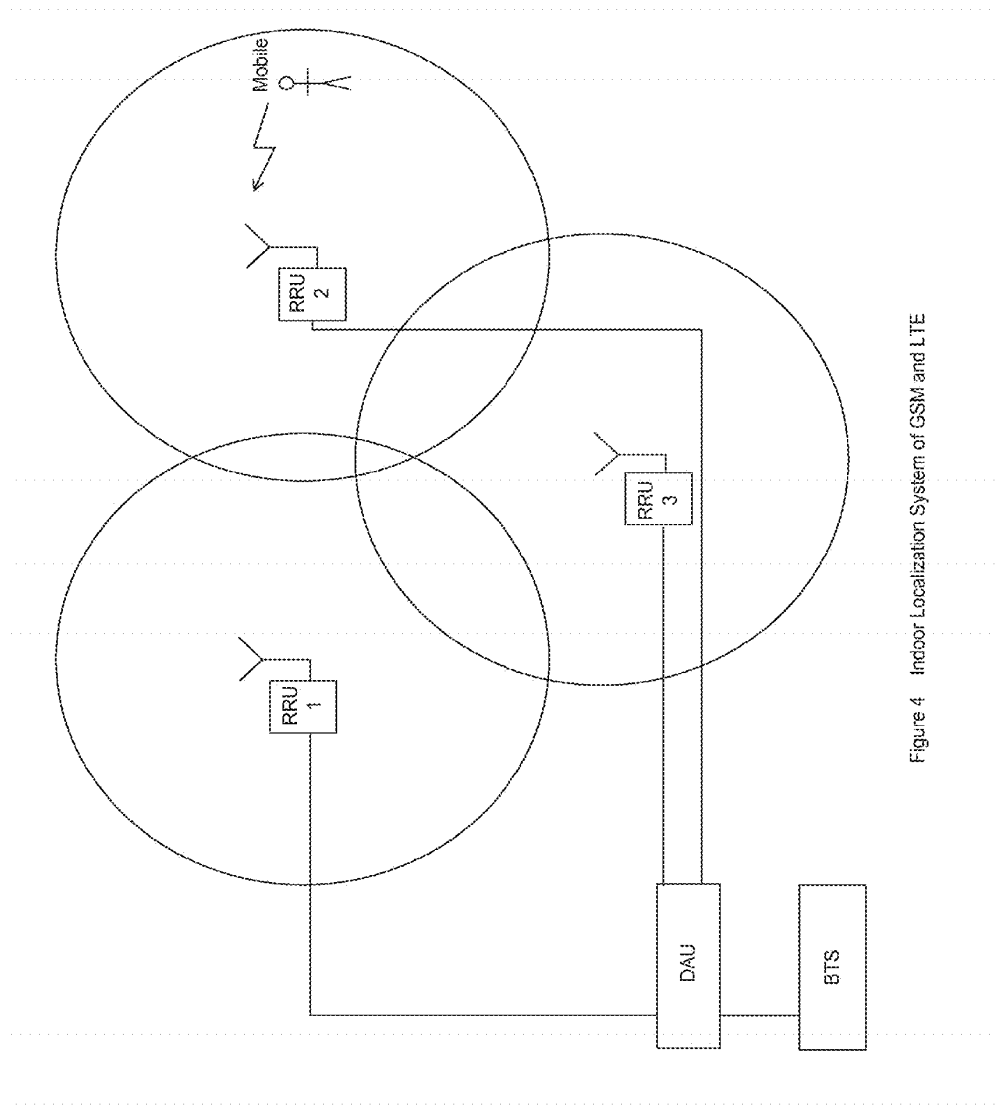 Mobile
RRU
2
RRU
3
RRU
1
DAU
BTS
Figure 4 Indoor Localization System of GSM and LTE